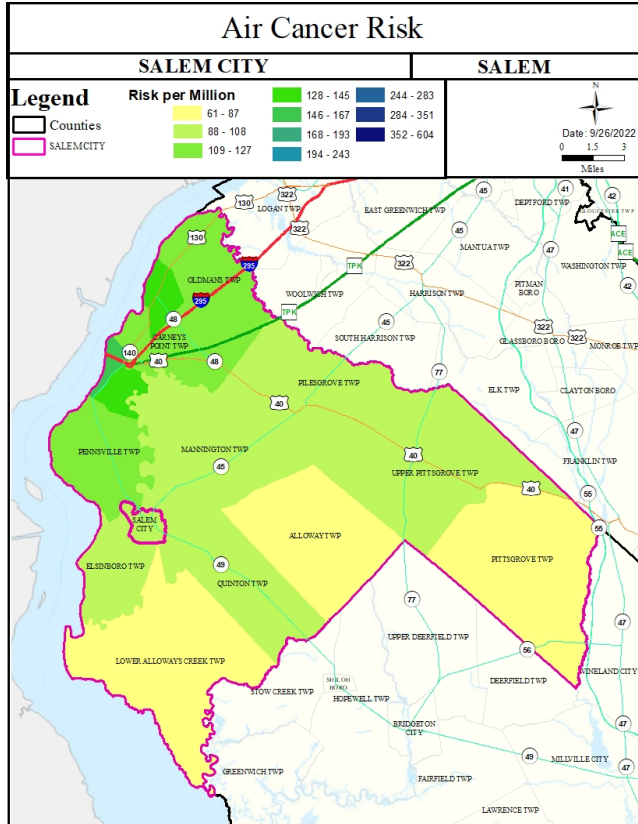 Air Cancer Risk
SALEM CITY
SALEM
Legend
Counties
SALEMCITY
Risk per Million
61 - 87
88 - 108
109 - 127
128 - 145
146 - 167
168 - 193
194 - 243
244 - 283
284 - 351
352 - 604
N
Date: 9/26/2022
0 1.5 3
Miles
130
322
LOGAN TWP
322
45
EAST GREENWICH TWP
DEPTFORD TWP
41
42
GLOUCESTER TWP
130
45
MANTUA TWP
47
ACE
ACE
WASHINGTON TWP
42
OLDMANS TWP
295
TPK
322
WOOLWICH TWP
HARRISON TWP
PITMAN
BORO
295
TPK
48
45
SOUTH HARRISON TWP
322
GLASSBORO BORO
322
MONROE TWP
CARNEYS
POINT TWP
140
40
48
77
PILESGROVE TWP
ELK TWP
CLAYTON BORO
40
47
PENNSVILLE TWP
MANNINGTON TWP
45
40
FRANKLIN TWP
UPPER PITTSGROVE TWP
40
55
SALEM
CITY
55
ALLOWAY TWP
PITTSGROVE TWP
ELSINBORO TWP
49
QUINTON TWP
77
47
UPPER DEERFIELD TWP
56
LOWER ALLOWAYS CREEK TWP
VINELAND CITY
DEERFIELD TWP
SHILOH
BORO
STOW CREEK TWP
HOPEWELL TWP
47
BRIDGETON
CITY
49
MILLVILLE CITY
47
GREENWICH TWP
FAIRFIELD TWP
LAWRENCE TWP